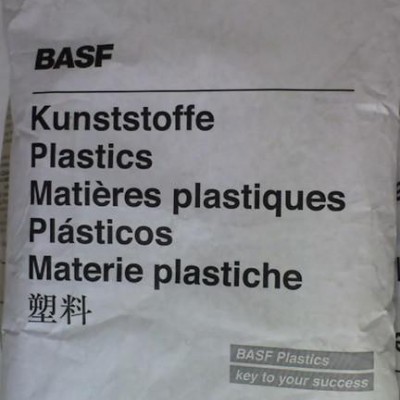 BASF
Kunststoffe
Plastics
Matières plastiques
Plásticos
Materie plastiche
塑料
BASF Plastics
key to your success